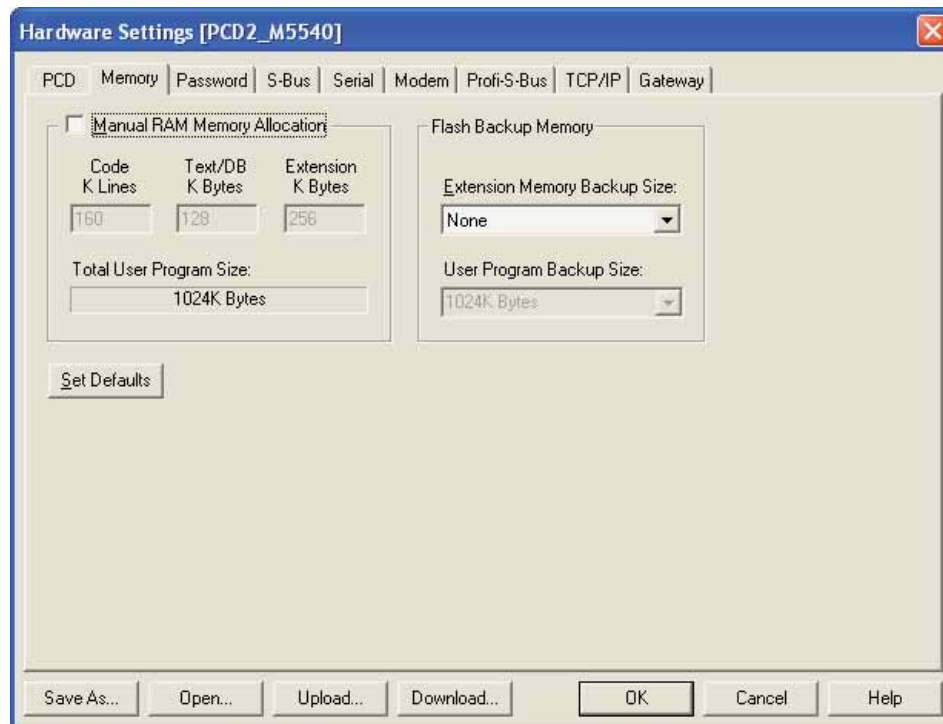 Hardware Settings [PCD2_M5540]
PCD Memory Password S-Bus Serial Modem Profi-S-Bus TCP/IP Gateway
Manual RAM Memory Allocation
Code K Lines
Text/DB K Bytes
Extension K Bytes
160 128 256
Total User Program Size:
1024K Bytes
Flash Backup Memory
Extension Memory Backup Size:
None
User Program Backup Size:
1024K Bytes
Set Defaults
Save As... Open... Upload... Download... OK Cancel Help